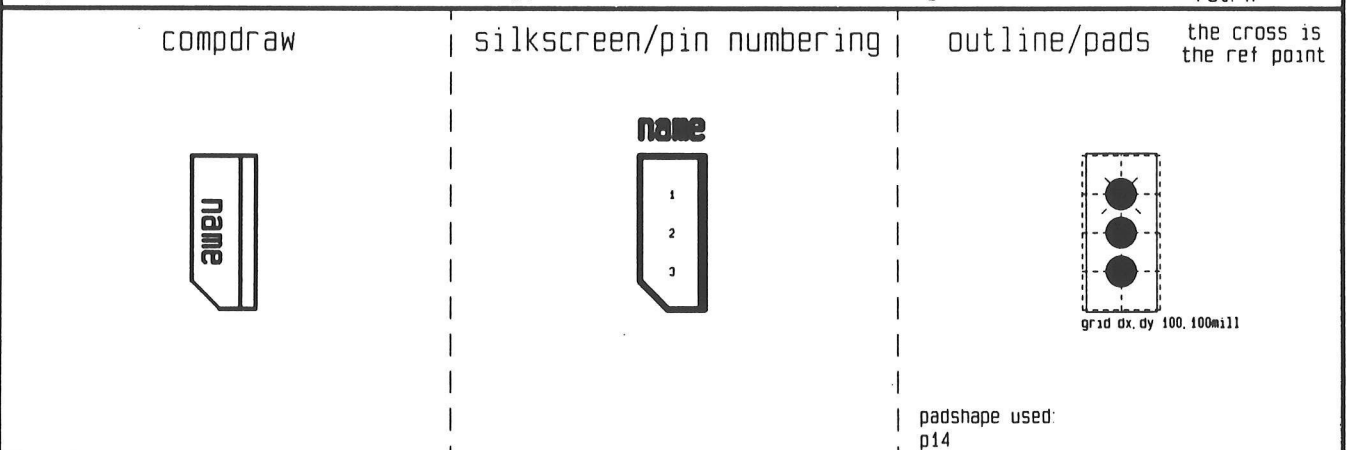 compdraw
silkscreen/pin numbering
outline/pads
the cross is
the ref point
name
name
1
2
3
grid dx,dy 100,100mill
padshape used:
p14